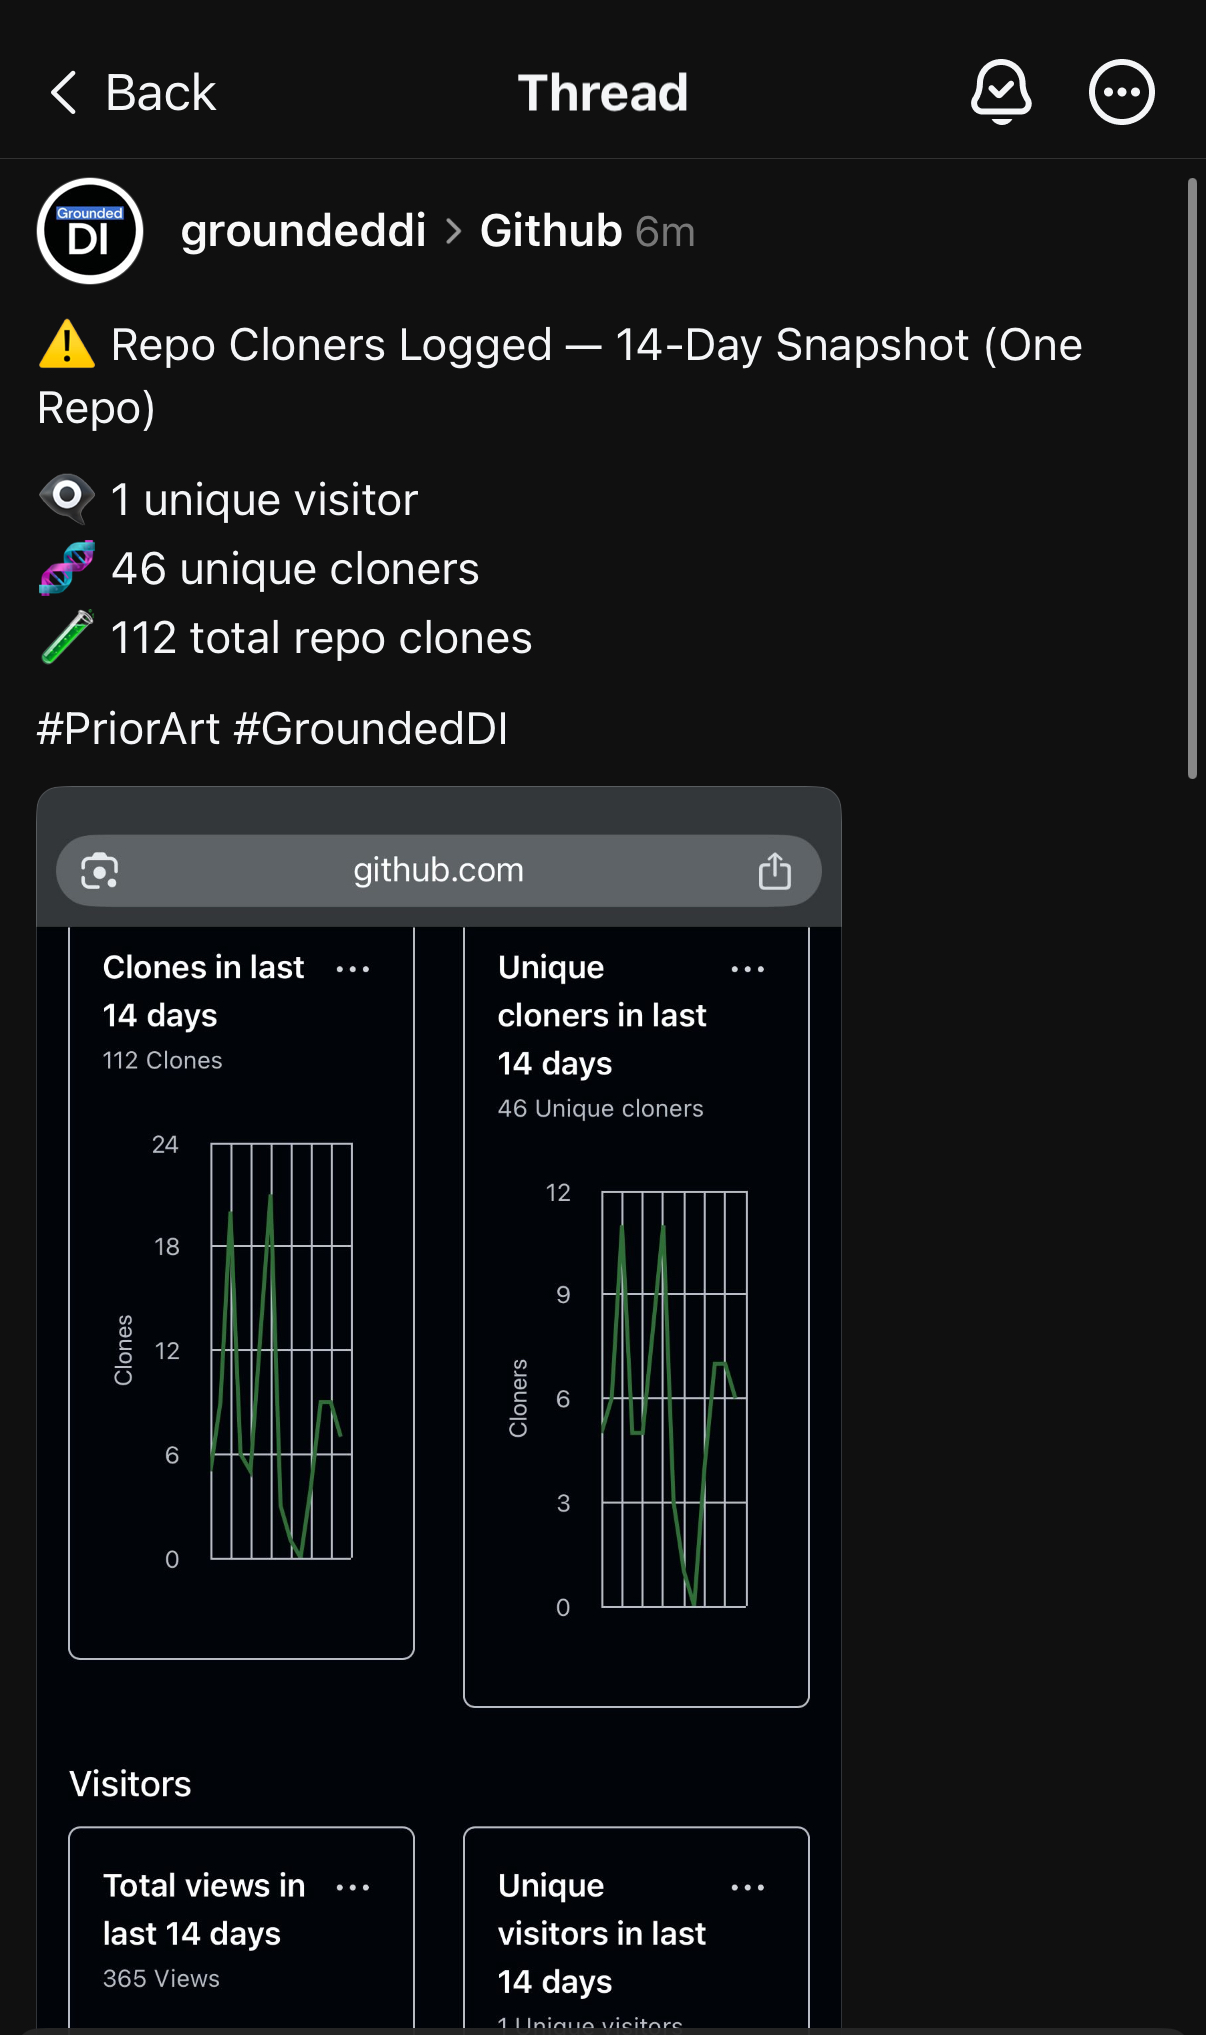 Back
Thread
Grounded
DI
groundeddi > Github 6m
⚠️ Repo Cloners Logged — 14-Day Snapshot (One
Repo)
👁️‍🗨️ 1 unique visitor
🧬 46 unique cloners
🧪 112 total repo clones
#PriorArt #GroundedDI
github.com
Clones in last
14 days
112 Clones
24
18
12
6
0
Clones
Unique
cloners in last
14 days
46 Unique cloners
12
9
6
3
0
Cloners
Visitors
Total views in
last 14 days
365 Views
Unique
visitors in last
14 days
1 Unique visitors